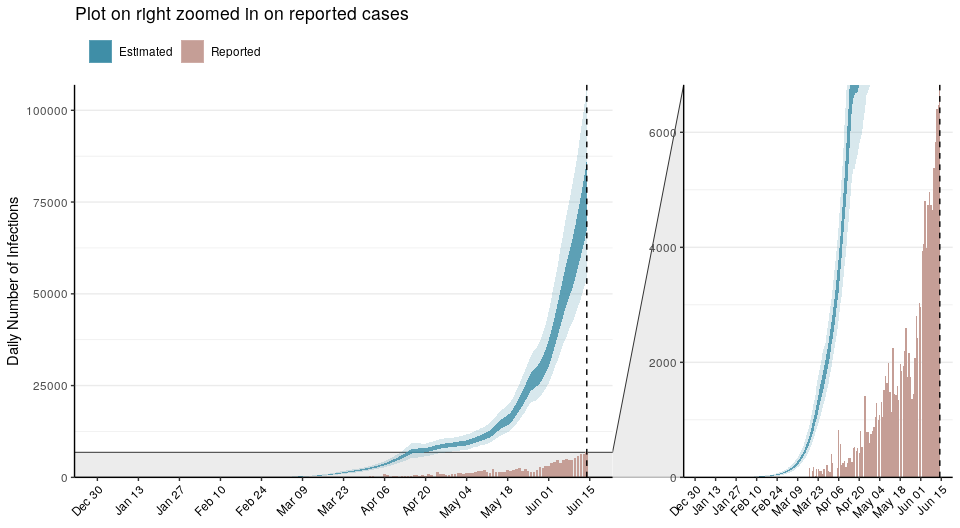 Plot on right zoomed in on reported cases
Estimated Reported
Daily Number of Infections
100000
75000
50000
25000
0
Dec 30 Jan 13 Jan 27 Feb 10 Feb 24 Mar 09 Mar 23 Apr 06 Apr 20 May 04 May 18 Jun 01 Jun 15
6000
4000
2000
0
Dec 30 Jan 13 Jan 27 Feb 10 Feb 24 Mar 09 Mar 23 Apr 06 Apr 20 May 04 May 18 Jun 01 Jun 15